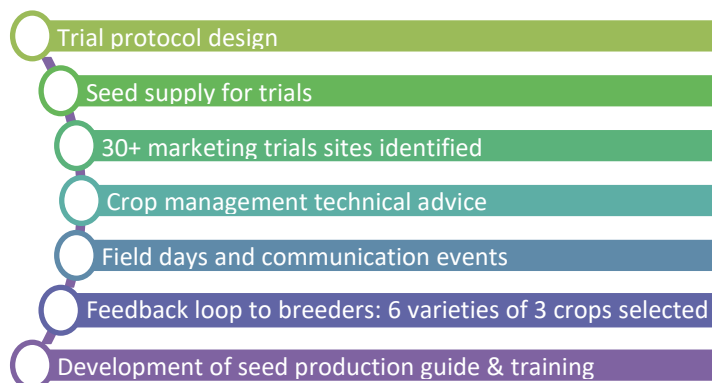 Trial protocol design
Seed supply for trials
30+ marketing trials sites identified
Crop management technical advice
Field days and communication events
Feedback loop to breeders: 6 varieties of 3 crops selected
Development of seed production guide & training